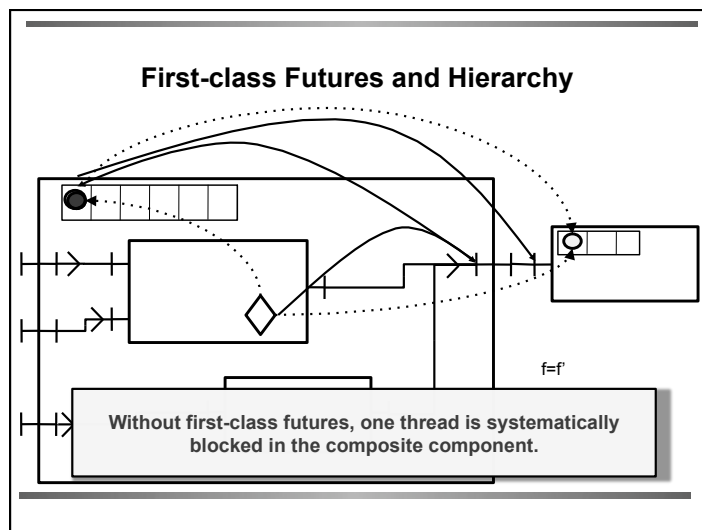 First-class Futures and Hierarchy
f=f'
Without first-class futures, one thread is systematically
blocked in the composite component.